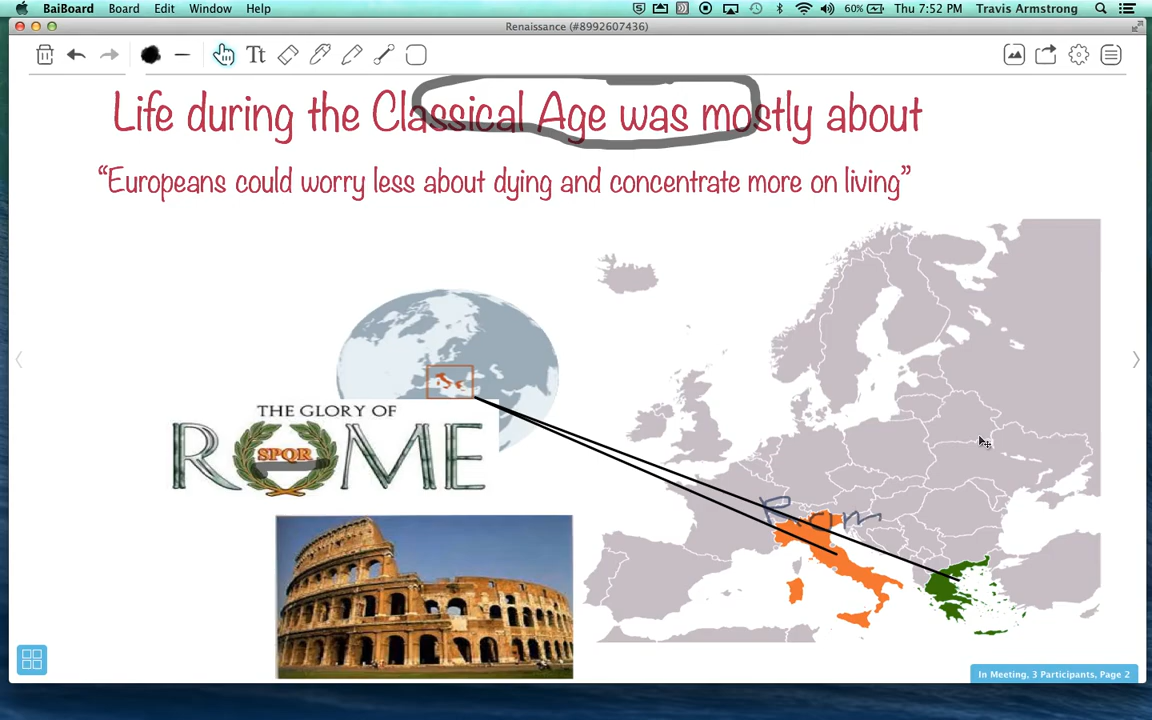 BaiBoard Board Edit Window Help 60% Thu 7:52 PM Travis Armstrong
Renaissance (#8992607436)
Tt
Life during the Classical Age was mostly about
“Europeans could worry less about dying and concentrate more on living”
THE GLORY OF
ROME
SPQR
In Meeting, 3 Participants, Page 2